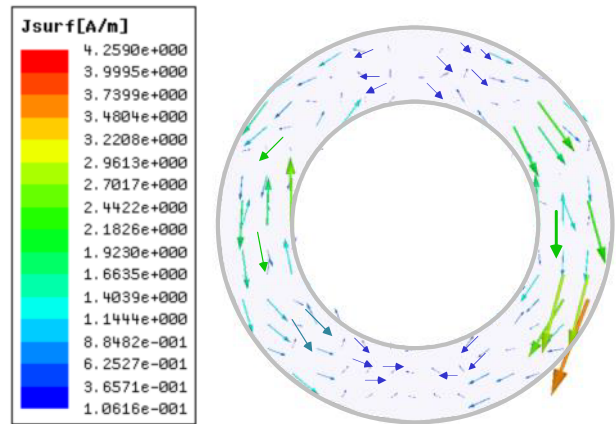 Jsurf[A/m]
4.2590e+000
3.9995e+000
3.7399e+000
3.4804e+000
3.2208e+000
2.9613e+000
2.7017e+000
2.4422e+000
2.1826e+000
1.9230e+000
1.6635e+000
1.4039e+000
1.1444e+000
8.8482e-001
6.2527e-001
3.6571e-001
1.0616e-001